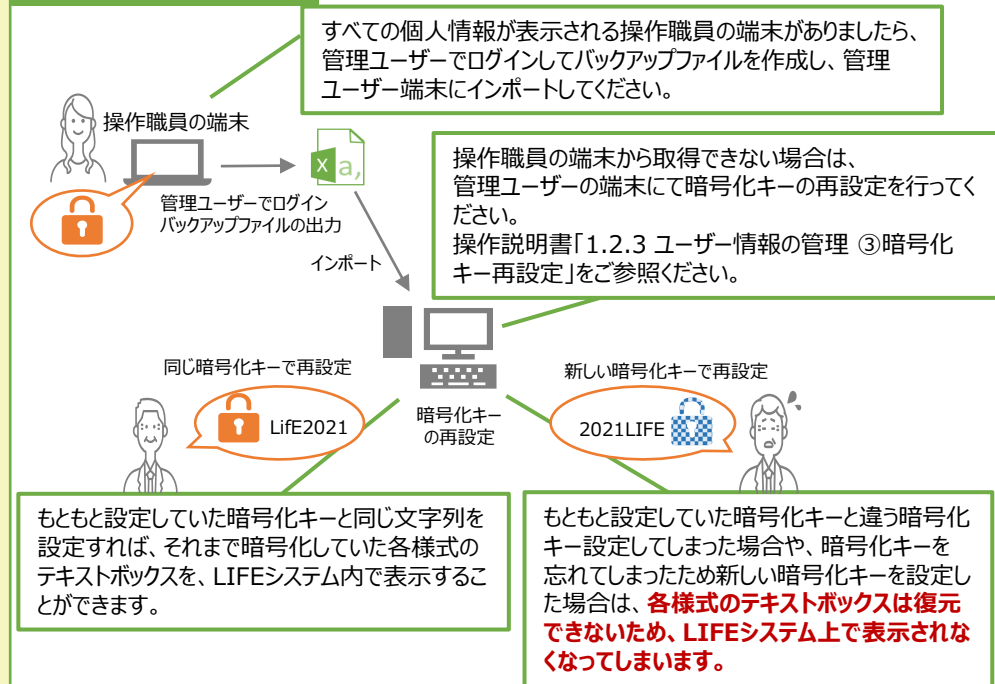 すべての個人情報が表示される操作職員の端末がありましたら、
管理ユーザーでログインしてバックアップファイルを作成し、管理
ユーザー端末にインポートしてください。
操作職員の端末
X a,
管理ユーザーでログイン
バックアップファイルの出力
操作職員の端末から取得できない場合は、
管理ユーザーの端末にて暗号化キーの再設定を行ってく
ださい。
操作説明書「1.2.3 ユーザー情報の管理 ③暗号化
キー再設定」をご参照ください。
インポート
同じ暗号化キーで再設定
LifE2021
暗号化キー
の再設定
新しい暗号化キーで再設定
2021LIFE
もともと設定していた暗号化キーと同じ文字列を
設定すれば、それまで暗号化していた各様式の
テキストボックスを、LIFEシステム内で表示するこ
とができます。
もともと設定していた暗号化キーと違う暗号化
キー設定してしまった場合や、暗号化キーを
忘れてしまったため新しい暗号化キーを設定し
た場合は、各様式のテキストボックスは復元
できないため、LIFEシステム上で表示されな
くなってしまいます。